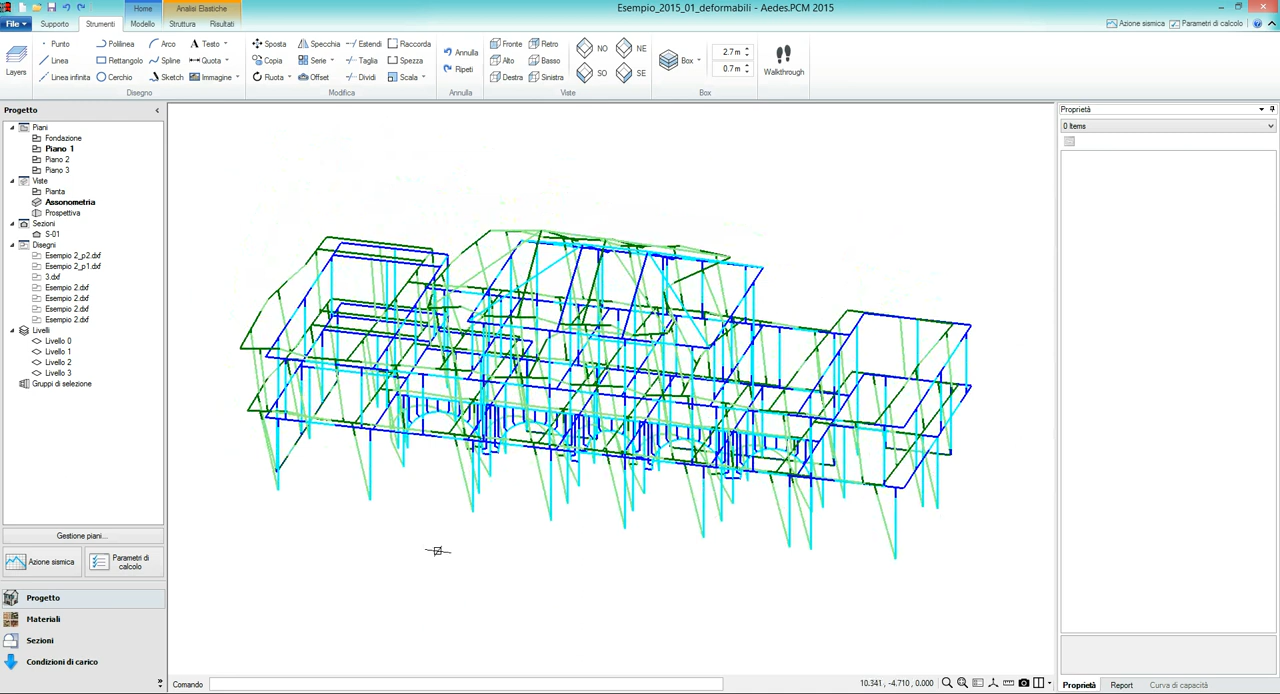 Esempio_2015_01_deformabili - Aedes.PCM 2015
Home
Analisi Elastiche
File
Supporto
Strumenti
Modello
Struttura
Risultati
Azione sismica
Parametri di calcolo
Layers
Punto
Linea
Linea infinita
Polilinea
Rettangolo
Cerchio
Arco
Spline
Sketch
Testo
Quota
Immagine
Disegno
Sposta
Copia
Ruota
Specchia
Serie
Offset
Estendi
Taglia
Dividi
Raccorda
Spezza
Scala
Modifica
Annulla
Ripeti
Annulla
Fronte
Alto
Destra
Retro
Basso
Sinistra
NO
NE
SO
SE
Viste
Box
2.7 m
0.7 m
Box
Walkthrough
Progetto
Piani
Fondazione
Piano 1
Piano 2
Piano 3
Viste
Pianta
Assonometria
Prospettiva
Sezioni
S-01
Disegni
Esempio 2_p2.dxf
Esempio 2_p1.dxf
3.dxf
Esempio 2.dxf
Esempio 2.dxf
Esempio 2.dxf
Esempio 2.dxf
Livelli
Livello 0
Livello 1
Livello 2
Livello 3
Gruppi di selezione
Gestione piani...
Azione sismica
Parametri di
calcolo
Progetto
Materiali
Sezioni
Condizioni di carico
Proprietà
0 Items
Comando
10.341 , -4.710, 0.000
Proprietà
Report
Curva di capacità